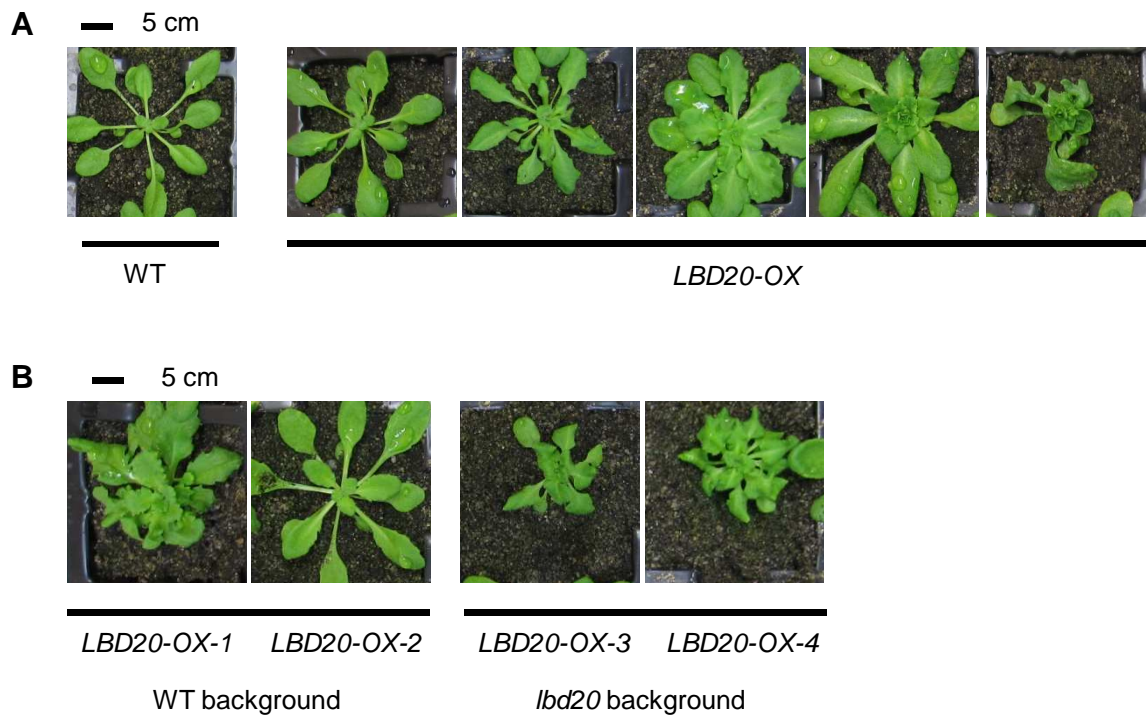 A 5 cm
WT
LBD20-OX
B 5 cm
LBD20-OX-1 LBD20-OX-2 LBD20-OX-3 LBD20-OX-4
WT background lbd20 background